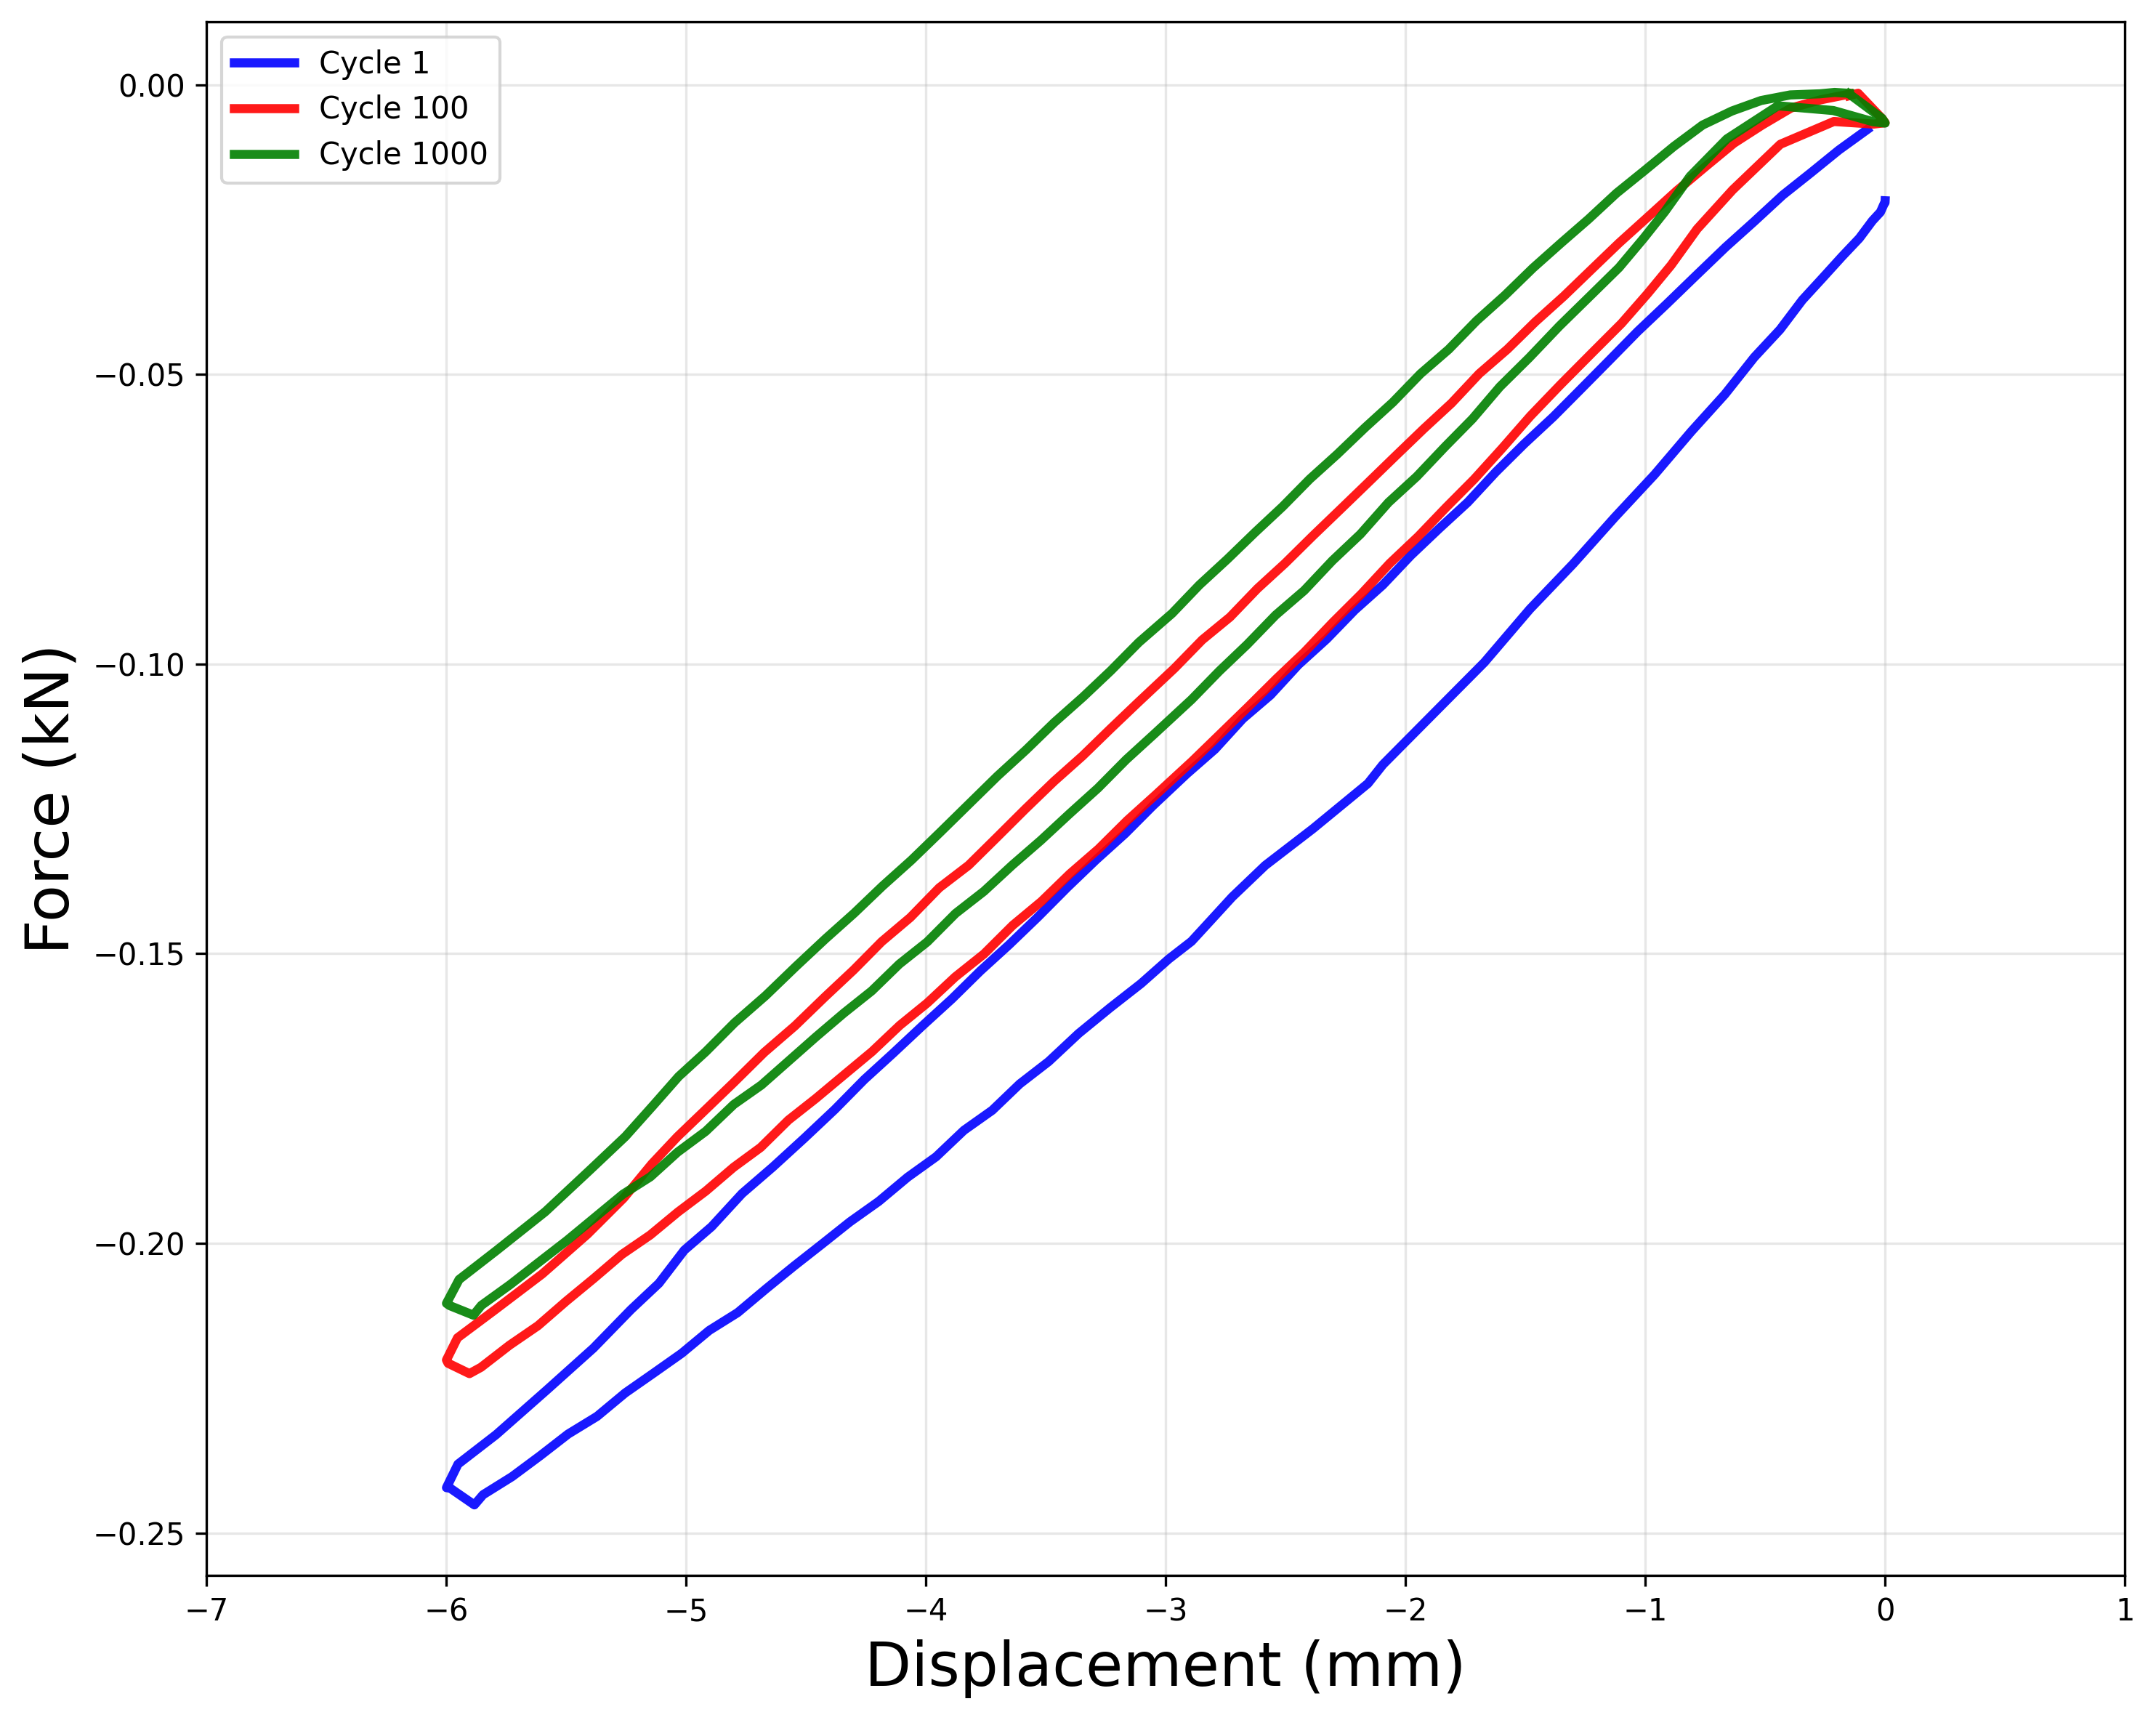 Cycle 1
Cycle 100
Cycle 1000
0.00
−0.05
−0.10
−0.15
−0.20
−0.25
Force (kN)
−7 −6 −5 −4 −3 −2 −1 0 1
Displacement (mm)